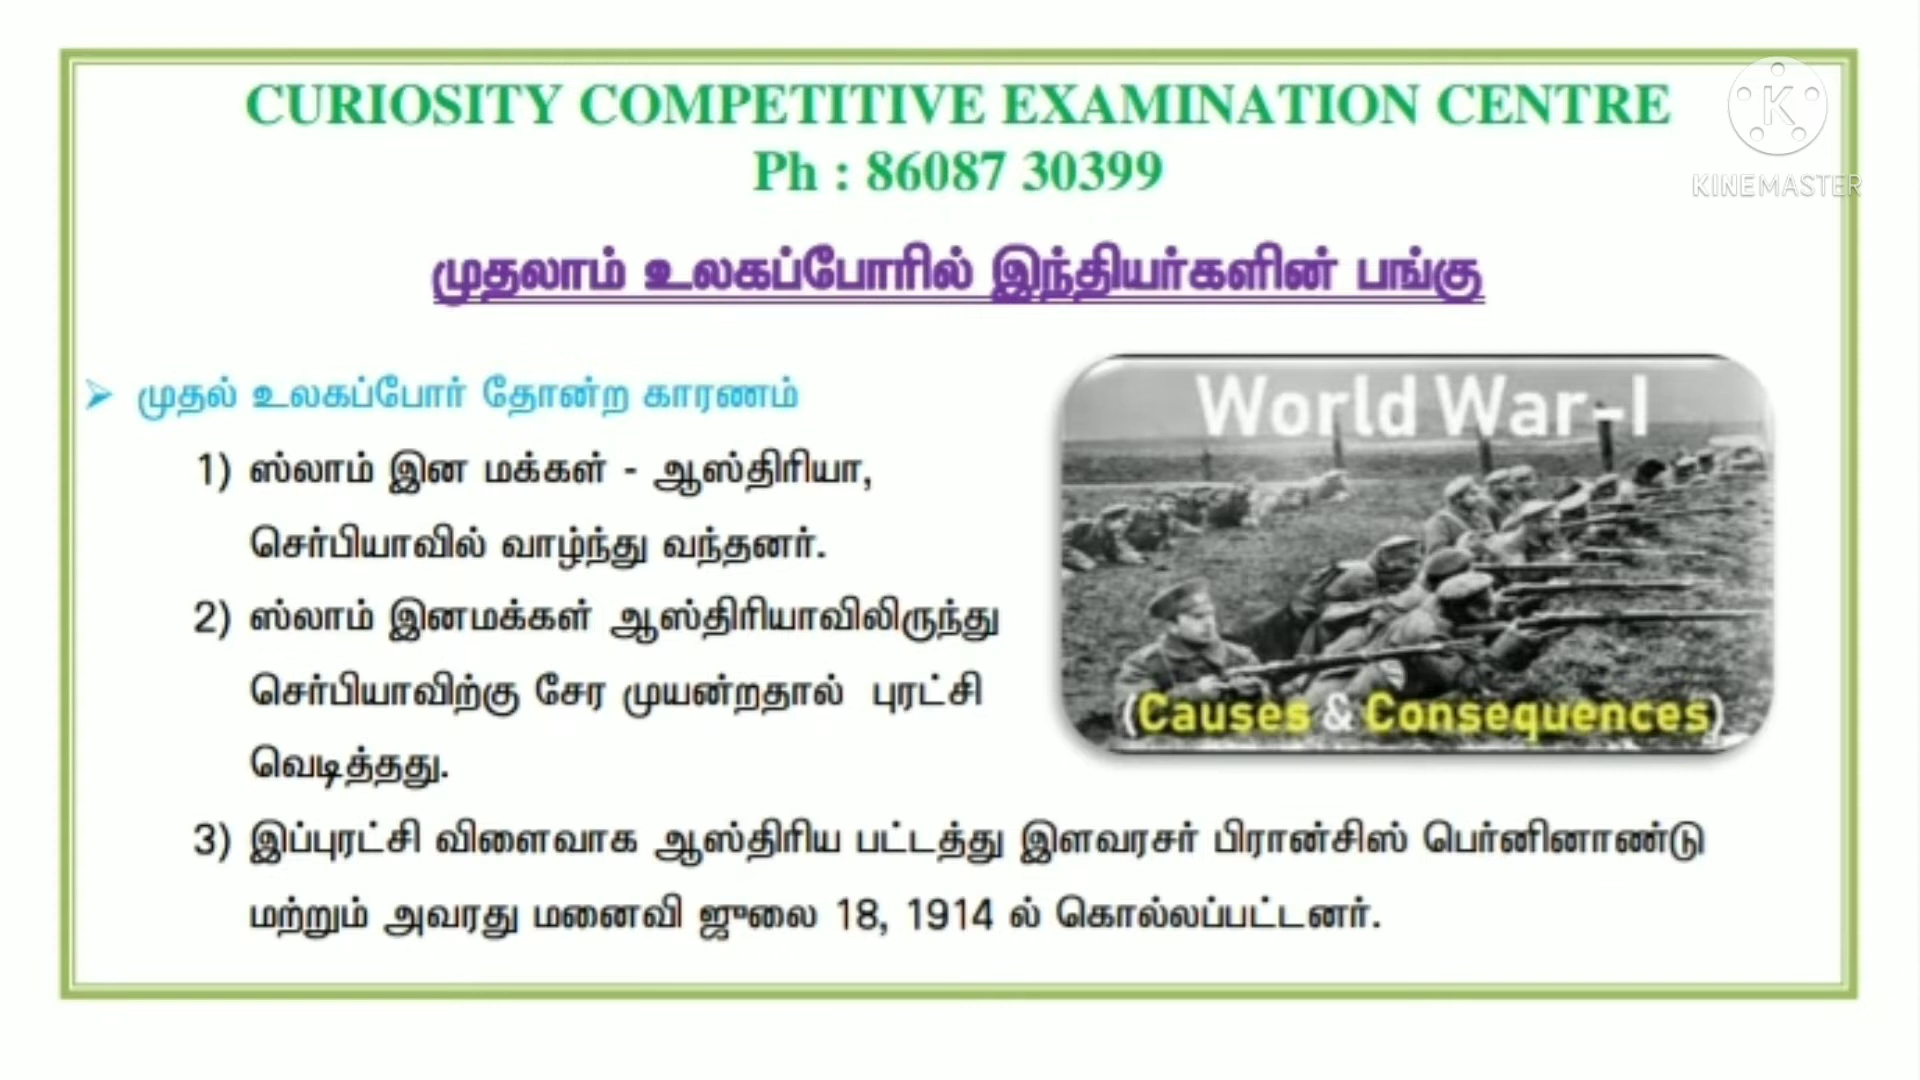 CURIOSITY COMPETITIVE EXAMINATION CENTRE
Ph : 86087 30399
KINEMASTER
முதலாம் உலகப்போரில் இந்தியர்களின் பங்கு
➢ முதல் உலகப்போர் தோன்ற காரணம்
1) ஸ்லாம் இன மக்கள் - ஆஸ்திரியா,
செர்பியாவில் வாழ்ந்து வந்தனர்.
2) ஸ்லாம் இனமக்கள் ஆஸ்திரியாவிலிருந்து
செர்பியாவிற்கு சேர முயன்றதால் புரட்சி
வெடித்தது.
World War-I
(Causes & Consequences)
3) இப்புரட்சி விளைவாக ஆஸ்திரிய பட்டத்து இளவரசர் பிரான்சிஸ் பெர்னினாண்டு
மற்றும் அவரது மனைவி ஜுலை 18, 1914 ல் கொல்லப்பட்டனர்.